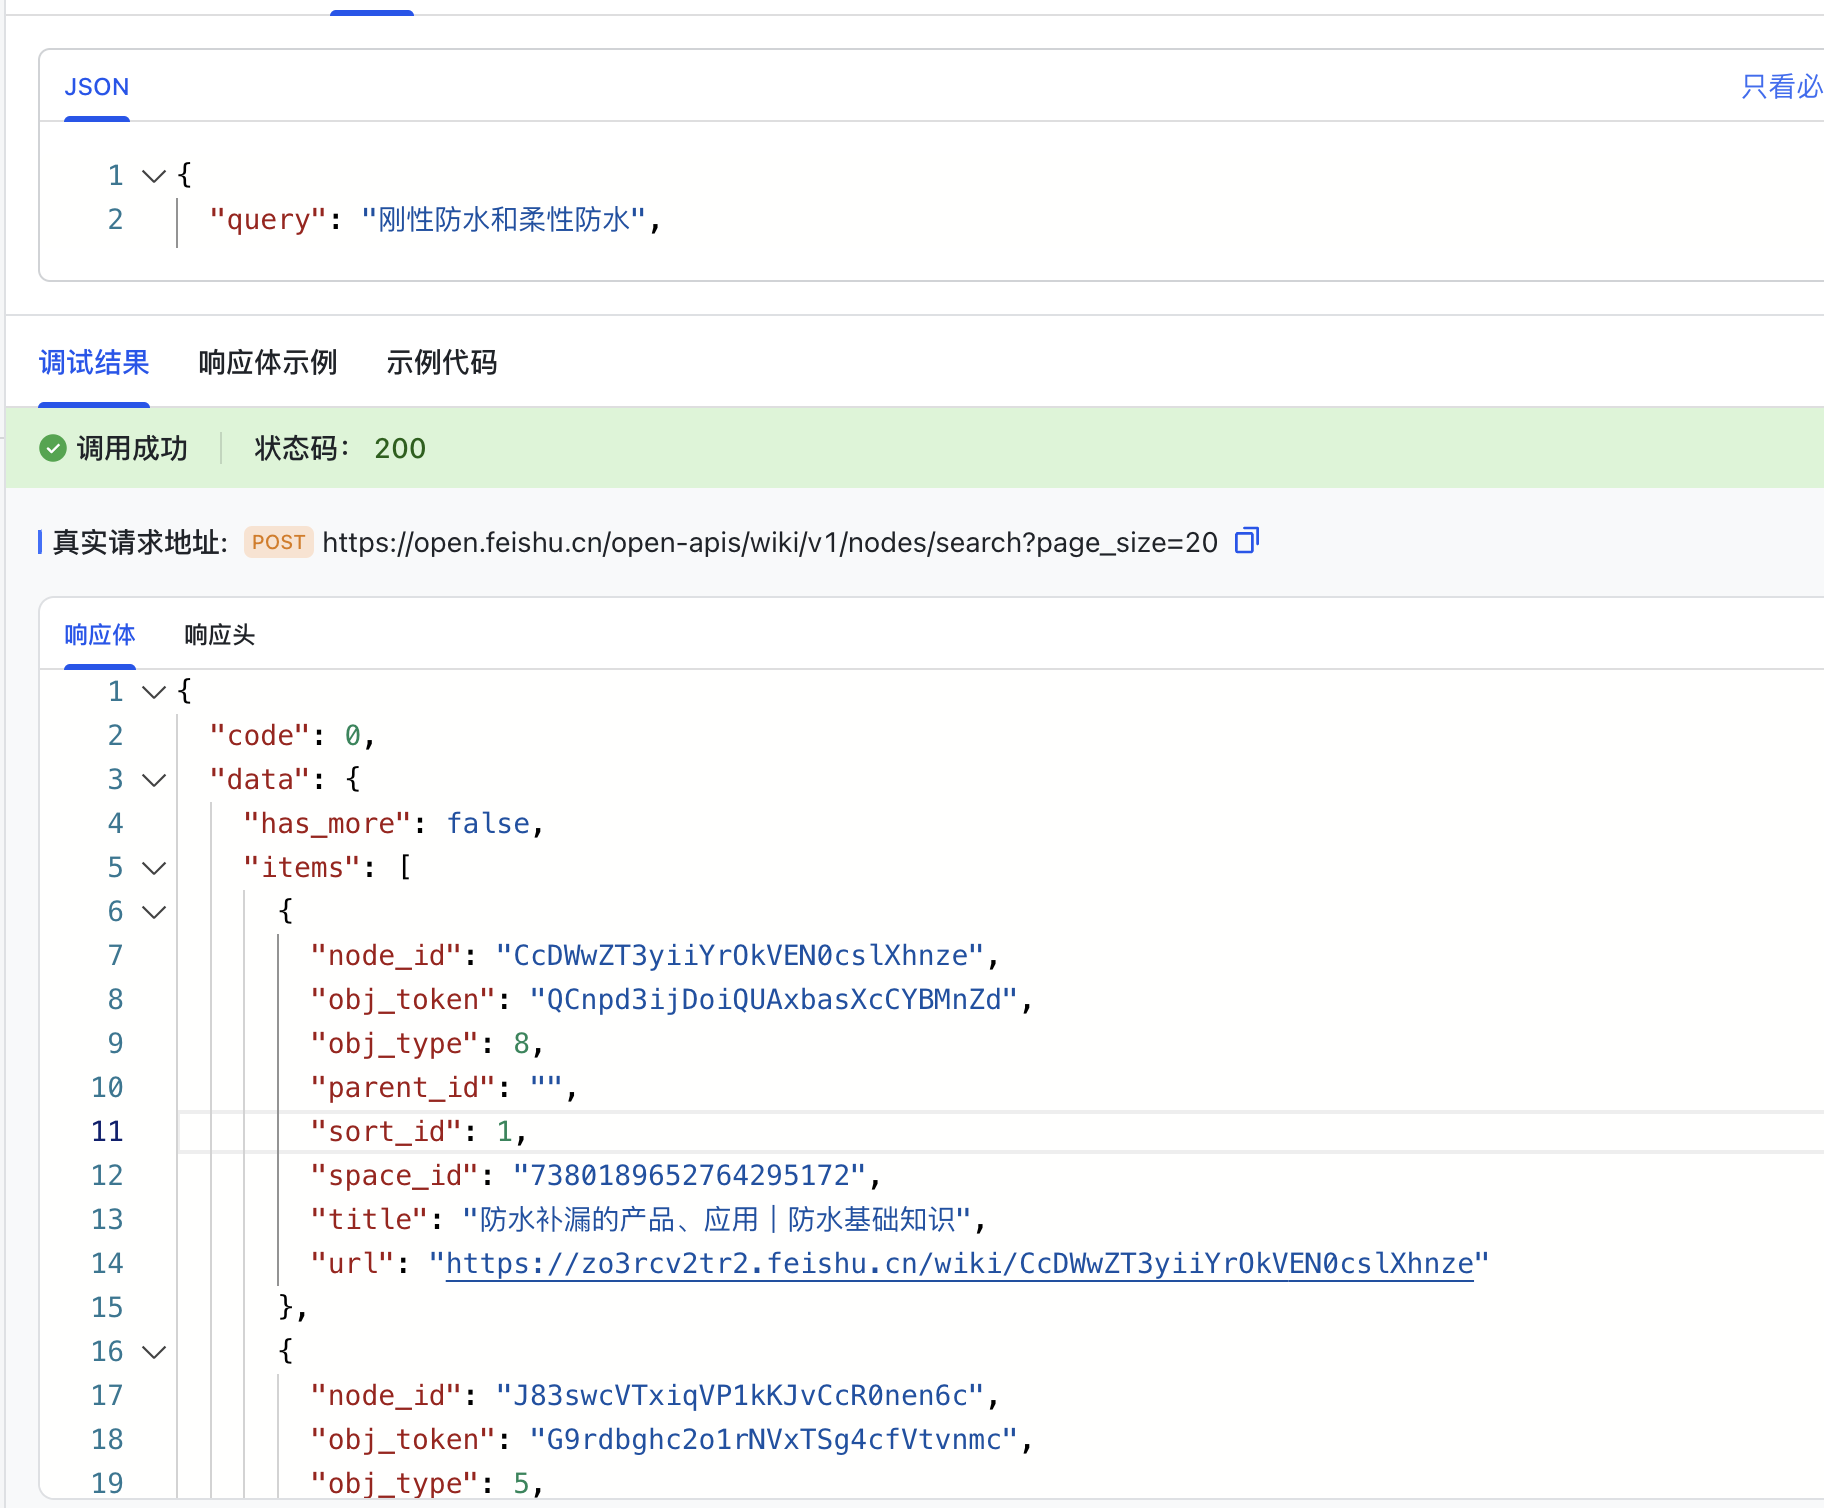 JSON
只看必
1 {
2 "query": "刚性防水和柔性防水",
调试结果 响应体示例 示例代码
调用成功 状态码： 200
真实请求地址: POST https://open.feishu.cn/open-apis/wiki/v1/nodes/search?page_size=20
响应体 响应头
1 {
2 "code": 0,
3 "data": {
4 "has_more": false,
5 "items": [
6 {
7 "node_id": "CcDWwZT3yiiYrOkVEN0cslXhnze",
8 "obj_token": "QCnpd3ijDoiQUAxbasXcCYBMnZd",
9 "obj_type": 8,
10 "parent_id": "",
11 "sort_id": 1,
12 "space_id": "7380189652764295172",
13 "title": "防水补漏的产品、应用｜防水基础知识",
14 "url": "https://zo3rcv2tr2.feishu.cn/wiki/CcDWwZT3yiiYrOkVEN0cslXhnze"
15 },
16 {
17 "node_id": "J83swcVTxiqVP1kKJvCcR0nen6c",
18 "obj_token": "G9rdbghc2o1rNVxTSg4cfVtvnmc",
19 "obj_type": 5,